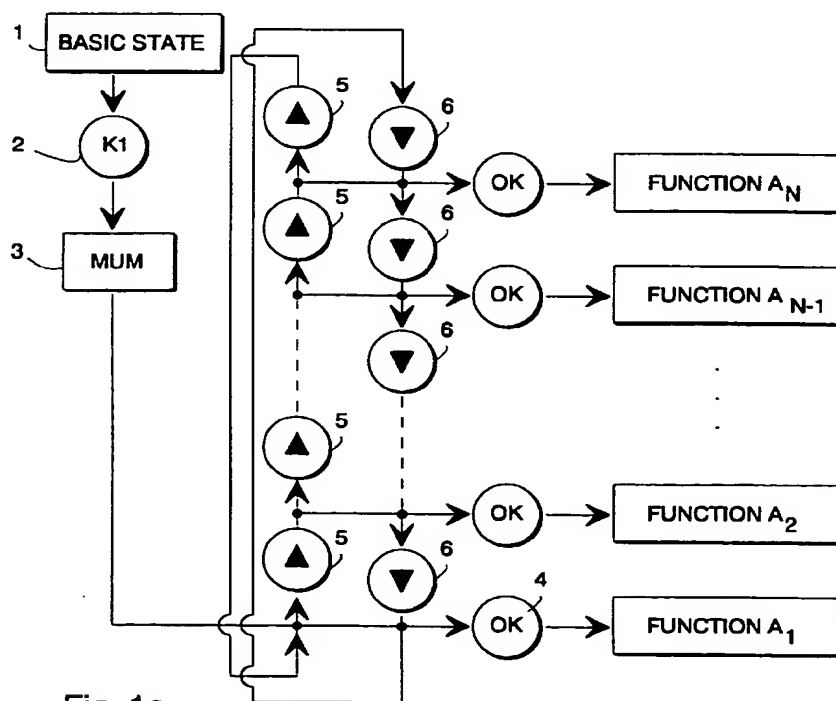 1
BASIC STATE
2
K1
3
MUM
5
6
OK
FUNCTION A_N
5
6
OK
FUNCTION A_N-1
6
.
.
.
5
OK
FUNCTION A_2
5
6
4
OK
FUNCTION A_1